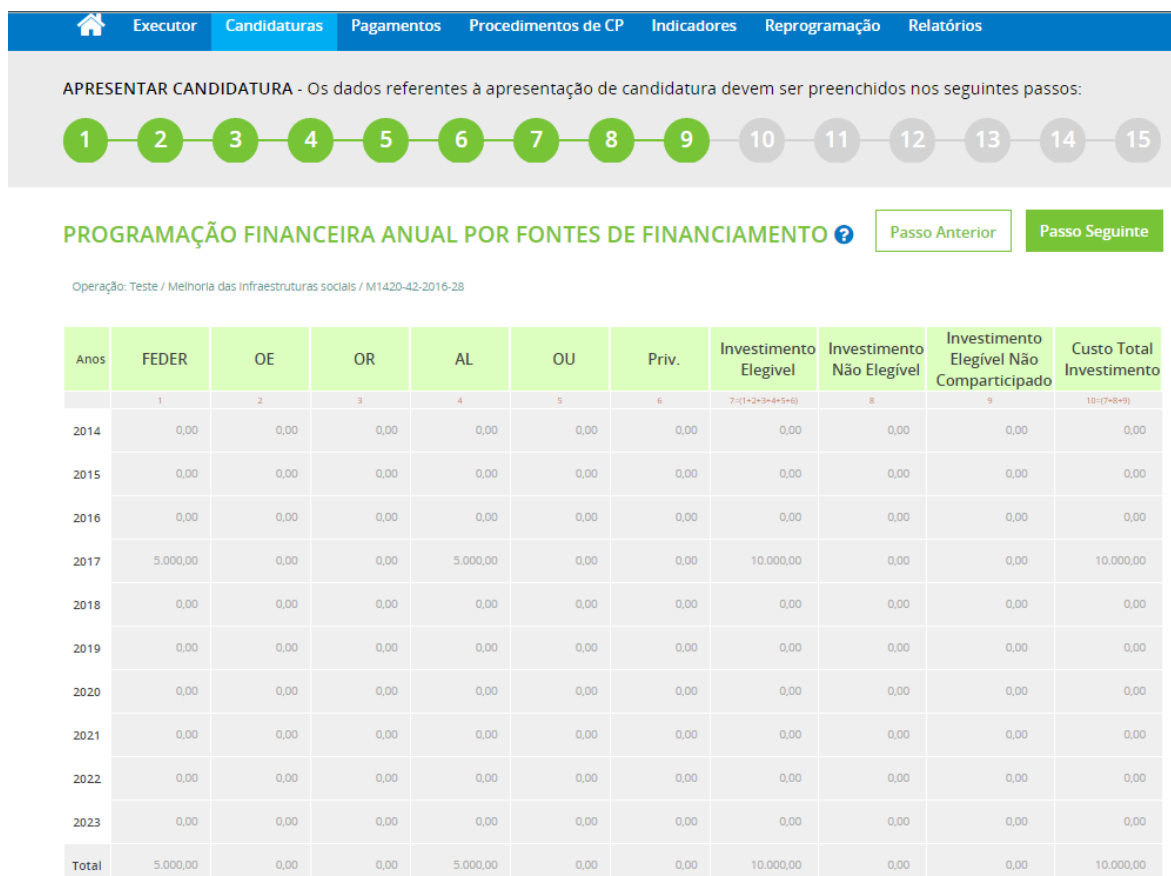 Executor Candidaturas Pagamentos Procedimentos de CP Indicadores Reprogramação Relatórios
APRESENTAR CANDIDATURA - Os dados referentes à apresentação de candidatura devem ser preenchidos nos seguintes passos:
1 2 3 4 5 6 7 8 9 10 11 12 13 14 15
PROGRAMAÇÃO FINANCEIRA ANUAL POR FONTES DE FINANCIAMENTO ? Passo Anterior Passo Seguinte
Operação: Teste / Melhoria das Infraestruturas sociais / M1420-42-2016-28
Anos FEDER OE OR AL OU Priv. Investimento Elegivel Investimento Não Elegível Investimento Elegível Não Comparticipado Custo Total Investimento
1 2 3 4 5 6 7=(1+2+3+4+5+6) 8 9 10=(7+8+9)
2014 0,00 0,00 0,00 0,00 0,00 0,00 0,00 0,00 0,00 0,00
2015 0,00 0,00 0,00 0,00 0,00 0,00 0,00 0,00 0,00 0,00
2016 0,00 0,00 0,00 0,00 0,00 0,00 0,00 0,00 0,00 0,00
2017 5.000,00 0,00 0,00 5.000,00 0,00 0,00 10.000,00 0,00 0,00 10.000,00
2018 0,00 0,00 0,00 0,00 0,00 0,00 0,00 0,00 0,00 0,00
2019 0,00 0,00 0,00 0,00 0,00 0,00 0,00 0,00 0,00 0,00
2020 0,00 0,00 0,00 0,00 0,00 0,00 0,00 0,00 0,00 0,00
2021 0,00 0,00 0,00 0,00 0,00 0,00 0,00 0,00 0,00 0,00
2022 0,00 0,00 0,00 0,00 0,00 0,00 0,00 0,00 0,00 0,00
2023 0,00 0,00 0,00 0,00 0,00 0,00 0,00 0,00 0,00 0,00
Total 5.000,00 0,00 0,00 5.000,00 0,00 0,00 10.000,00 0,00 0,00 10.000,00